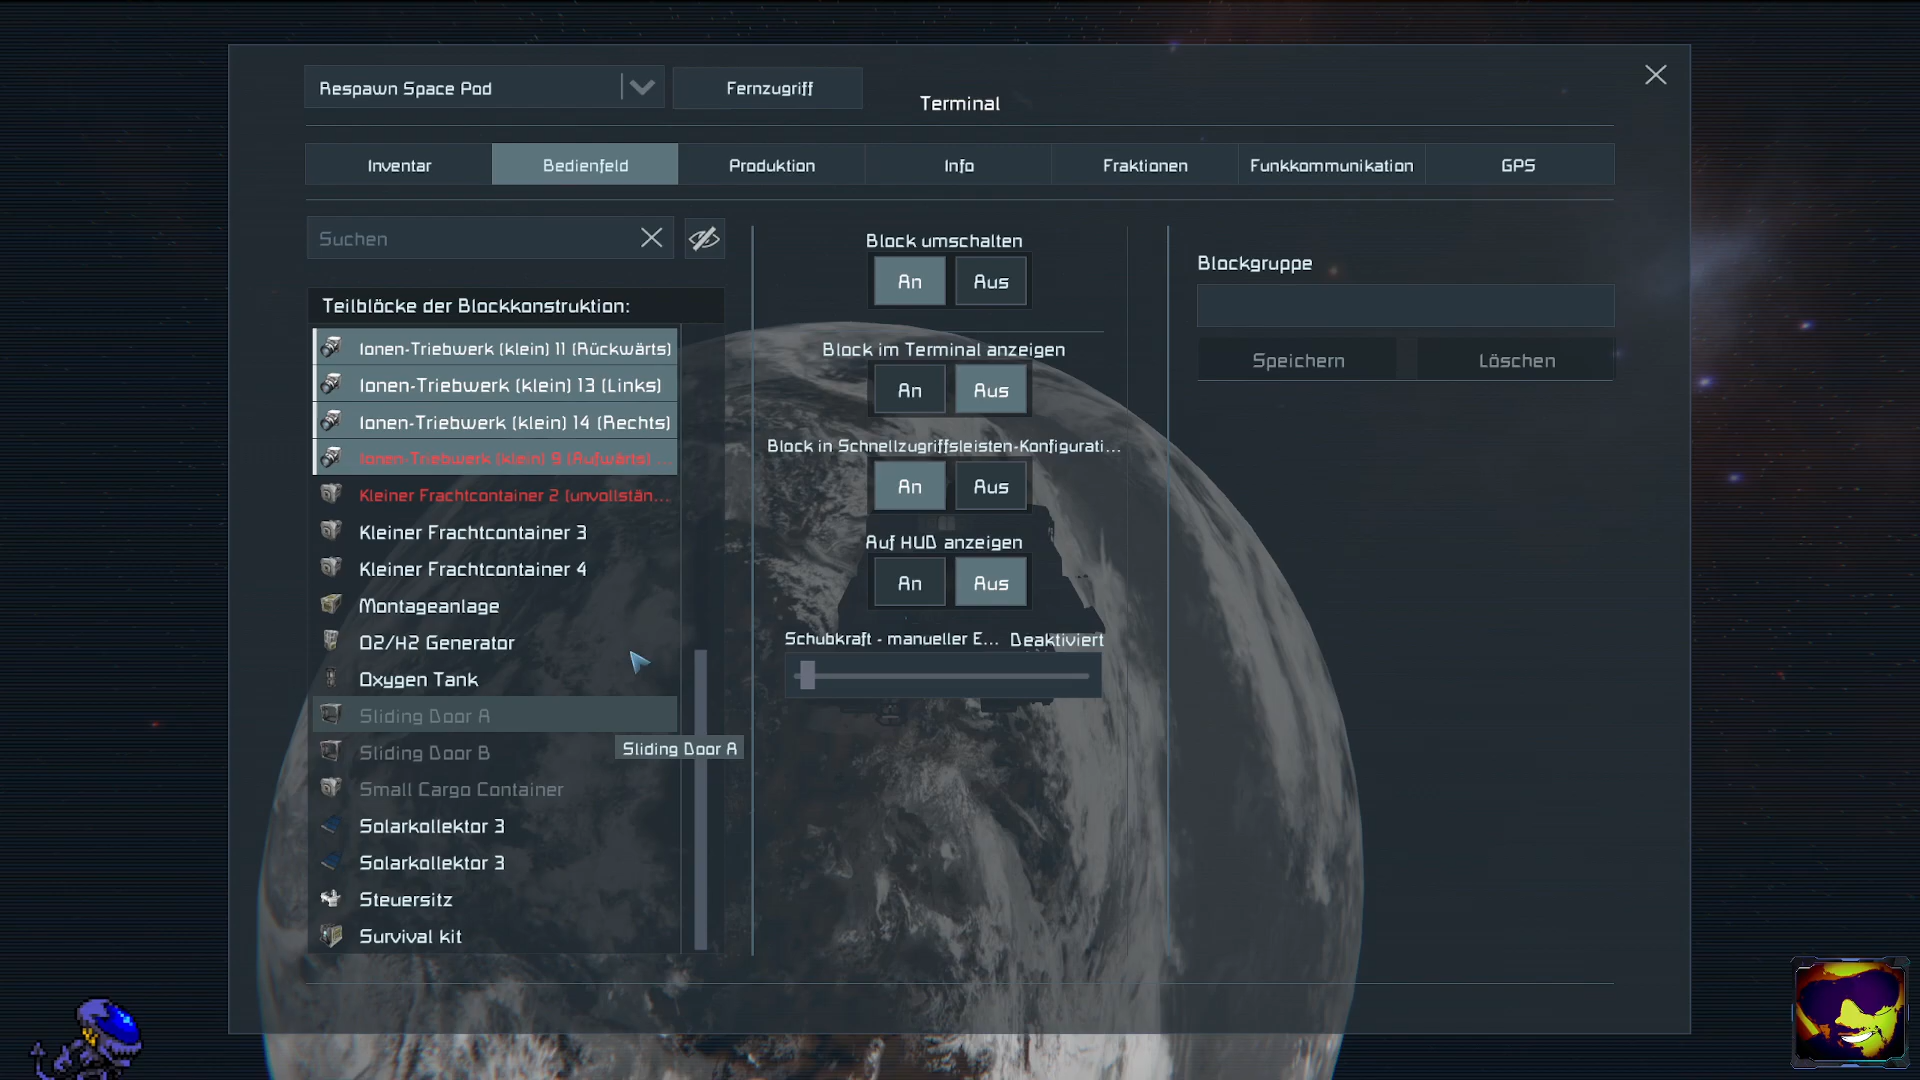 Respawn Space Pod
Fernzugriff
Terminal
Inventar
Bedienfeld
Produktion
Info
Fraktionen
Funkkommunikation
GPS
Suchen
Teilblöcke der Blockkonstruktion:
Ionen-Triebwerk (klein) 11 (Rückwärts)
Ionen-Triebwerk (klein) 13 (Links)
Ionen-Triebwerk (klein) 14 (Rechts)
Ionen-Triebwerk (klein) 9 (Aufwärts) ...
Kleiner Frachtcontainer 2 (unvollstän...
Kleiner Frachtcontainer 3
Kleiner Frachtcontainer 4
Montageanlage
O2/H2 Generator
Oxygen Tank
Sliding Door A
Sliding Door B
Sliding Door A
Small Cargo Container
Solarkollektor 3
Solarkollektor 3
Steuersitz
Survival kit
Block umschalten
An Aus
Block im Terminal anzeigen
An Aus
Block in Schnellzugriffsleisten-Konfigurati...
An Aus
Auf HUD anzeigen
An Aus
Schubkraft - manueller E... Deaktiviert
Blockgruppe
Speichern Löschen